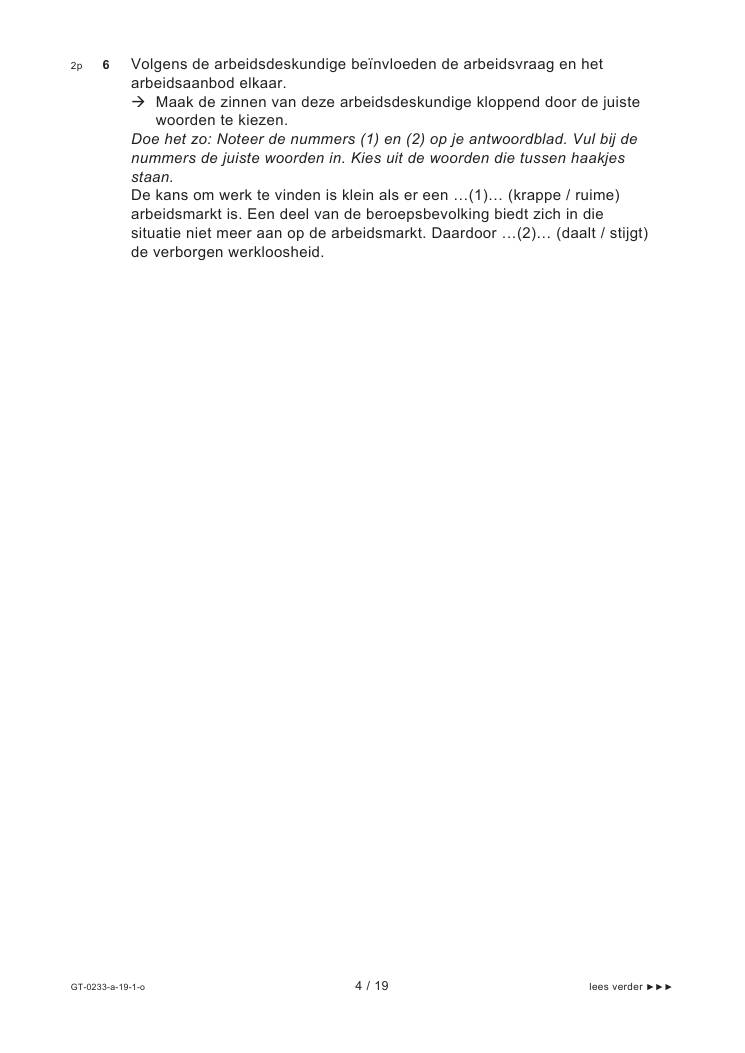 2p 6 Volgens de arbeidsdeskundige beïnvloeden de arbeidsvraag en het
arbeidsaanbod elkaar.
→ Maak de zinnen van deze arbeidsdeskundige kloppend door de juiste
woorden te kiezen.
Doe het zo: Noteer de nummers (1) en (2) op je antwoordblad. Vul bij de
nummers de juiste woorden in. Kies uit de woorden die tussen haakjes
staan.
De kans om werk te vinden is klein als er een …(1)… (krappe / ruime)
arbeidsmarkt is. Een deel van de beroepsbevolking biedt zich in die
situatie niet meer aan op de arbeidsmarkt. Daardoor …(2)… (daalt / stijgt)
de verborgen werkloosheid.
GT-0233-a-19-1-o 4 / 19 lees verder ►►►